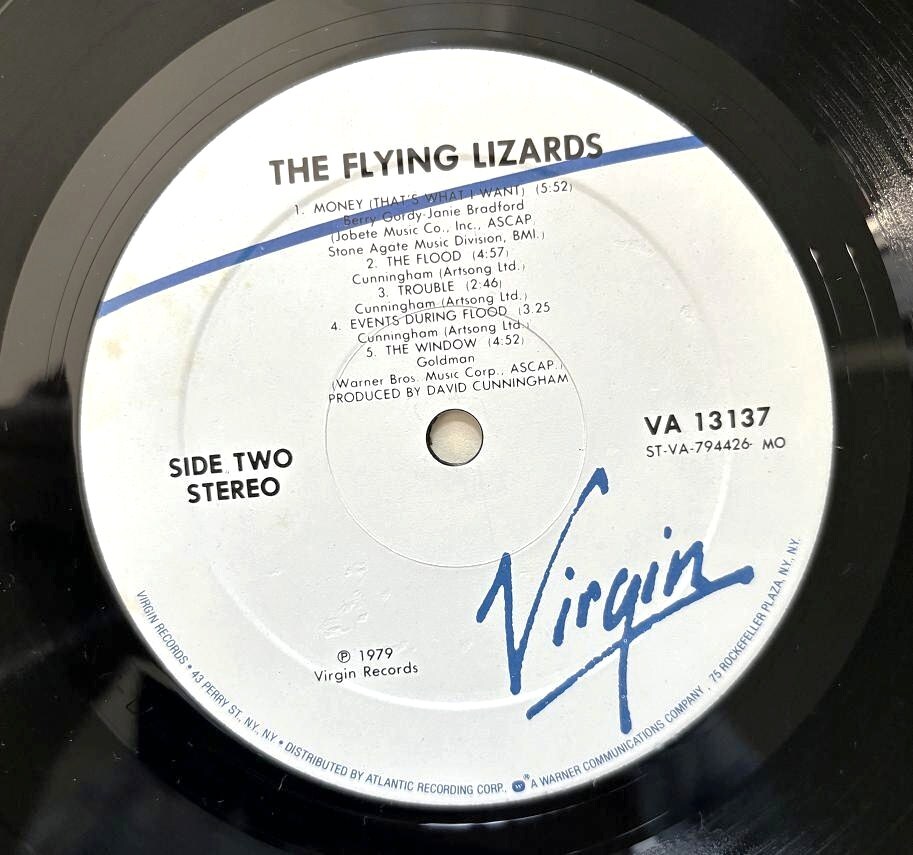 THE FLYING LIZARDS
1. MONEY (THAT'S WHAT I WANT) (5:52)
Berry Gordy-Janie Bradford
(Jobete Music Co., Inc., ASCAP,
Stone Agate Music Division, BMI.)
2. THE FLOOD (4:57)
Cunningham (Artsong Ltd.)
3. TROUBLE (2:46)
Cunningham (Artsong Ltd.)
4. EVENTS DURING FLOOD (3.25
Cunningham (Artsong Ltd.)
5. THE WINDOW (4:52)
Goldman
(Warner Bros. Music Corp., ASCAP.)
PRODUCED BY DAVID CUNNINGHAM
SIDE TWO
STEREO
VA 13137
ST-VA-794426- MO
Virgin
℗ 1979
Virgin Records
VIRGIN RECORDS • 43 PERRY ST., N.Y., N.Y. • DISTRIBUTED BY ATLANTIC RECORDING CORP., W ® A WARNER COMMUNICATIONS COMPANY , 75 ROCKEFELLER PLAZA, N.Y., N.Y.